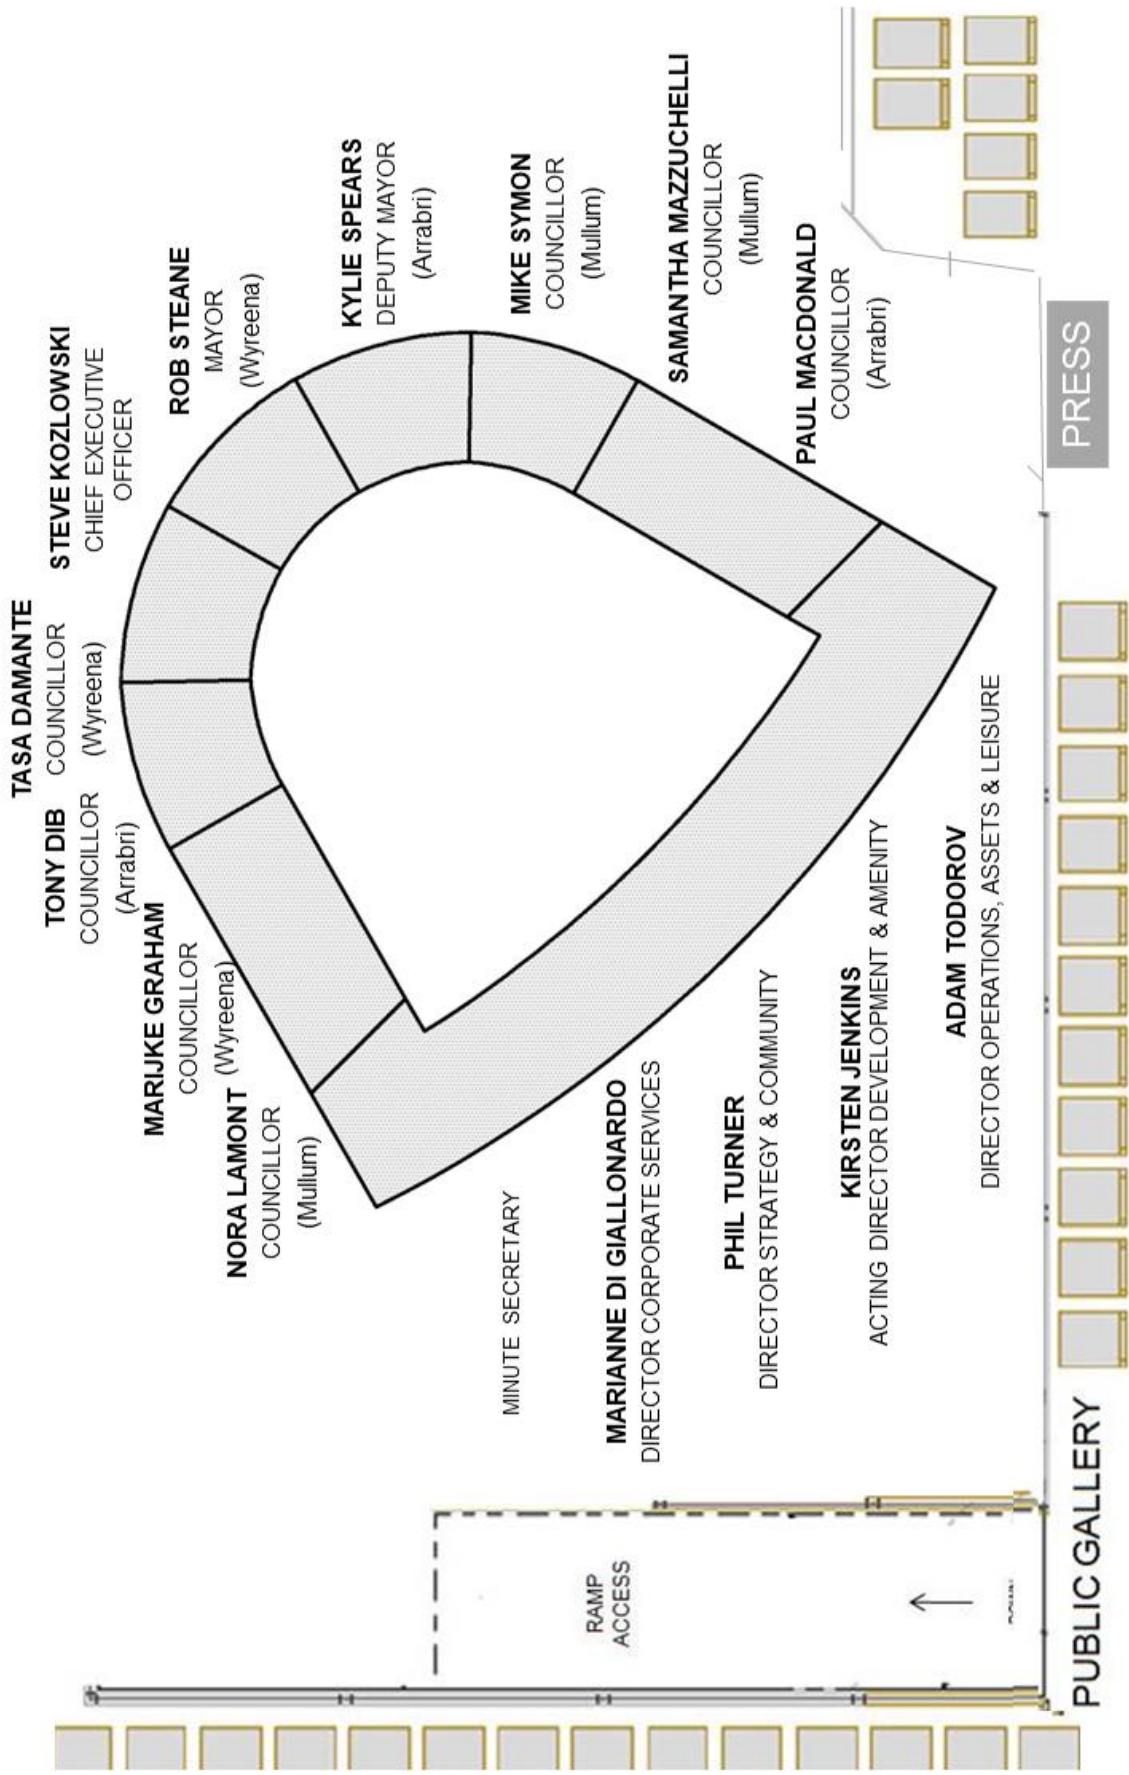 TASA DAMANTE
COUNCILLOR
(Wyreena)
TONY DIB
COUNCILLOR
(Arrabri)
MARIJKE GRAHAM
COUNCILLOR
(Wyreena)
NORA LAMONT
COUNCILLOR
(Mullum)
STEVE KOZLOWSKI
CHIEF EXECUTIVE
OFFICER
ROB STEANE
MAYOR
(Wyreena)
KYLIE SPEARS
DEPUTY MAYOR
(Arrabri)
MIKE SYMON
COUNCILLOR
(Mullum)
SAMANTHA MAZZUCHELLI
COUNCILLOR
(Mullum)
PAUL MACDONALD
COUNCILLOR
(Arrabri)
MINUTE SECRETARY
MARIANNE DI GIALLONARDO
DIRECTOR CORPORATE SERVICES
PHIL TURNER
DIRECTOR STRATEGY & COMMUNITY
KIRSTEN JENKINS
ACTING DIRECTOR DEVELOPMENT & AMENITY
ADAM TODOROV
DIRECTOR OPERATIONS, ASSETS & LEISURE
RAMP
ACCESS
PUBLIC GALLERY
PRESS